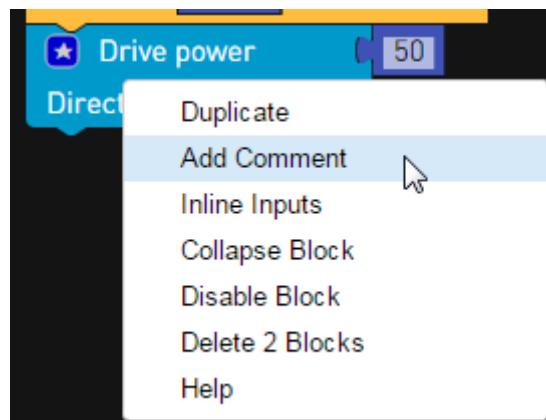 Drive power 50
Direct
Duplicate
Add Comment
Inline Inputs
Collapse Block
Disable Block
Delete 2 Blocks
Help